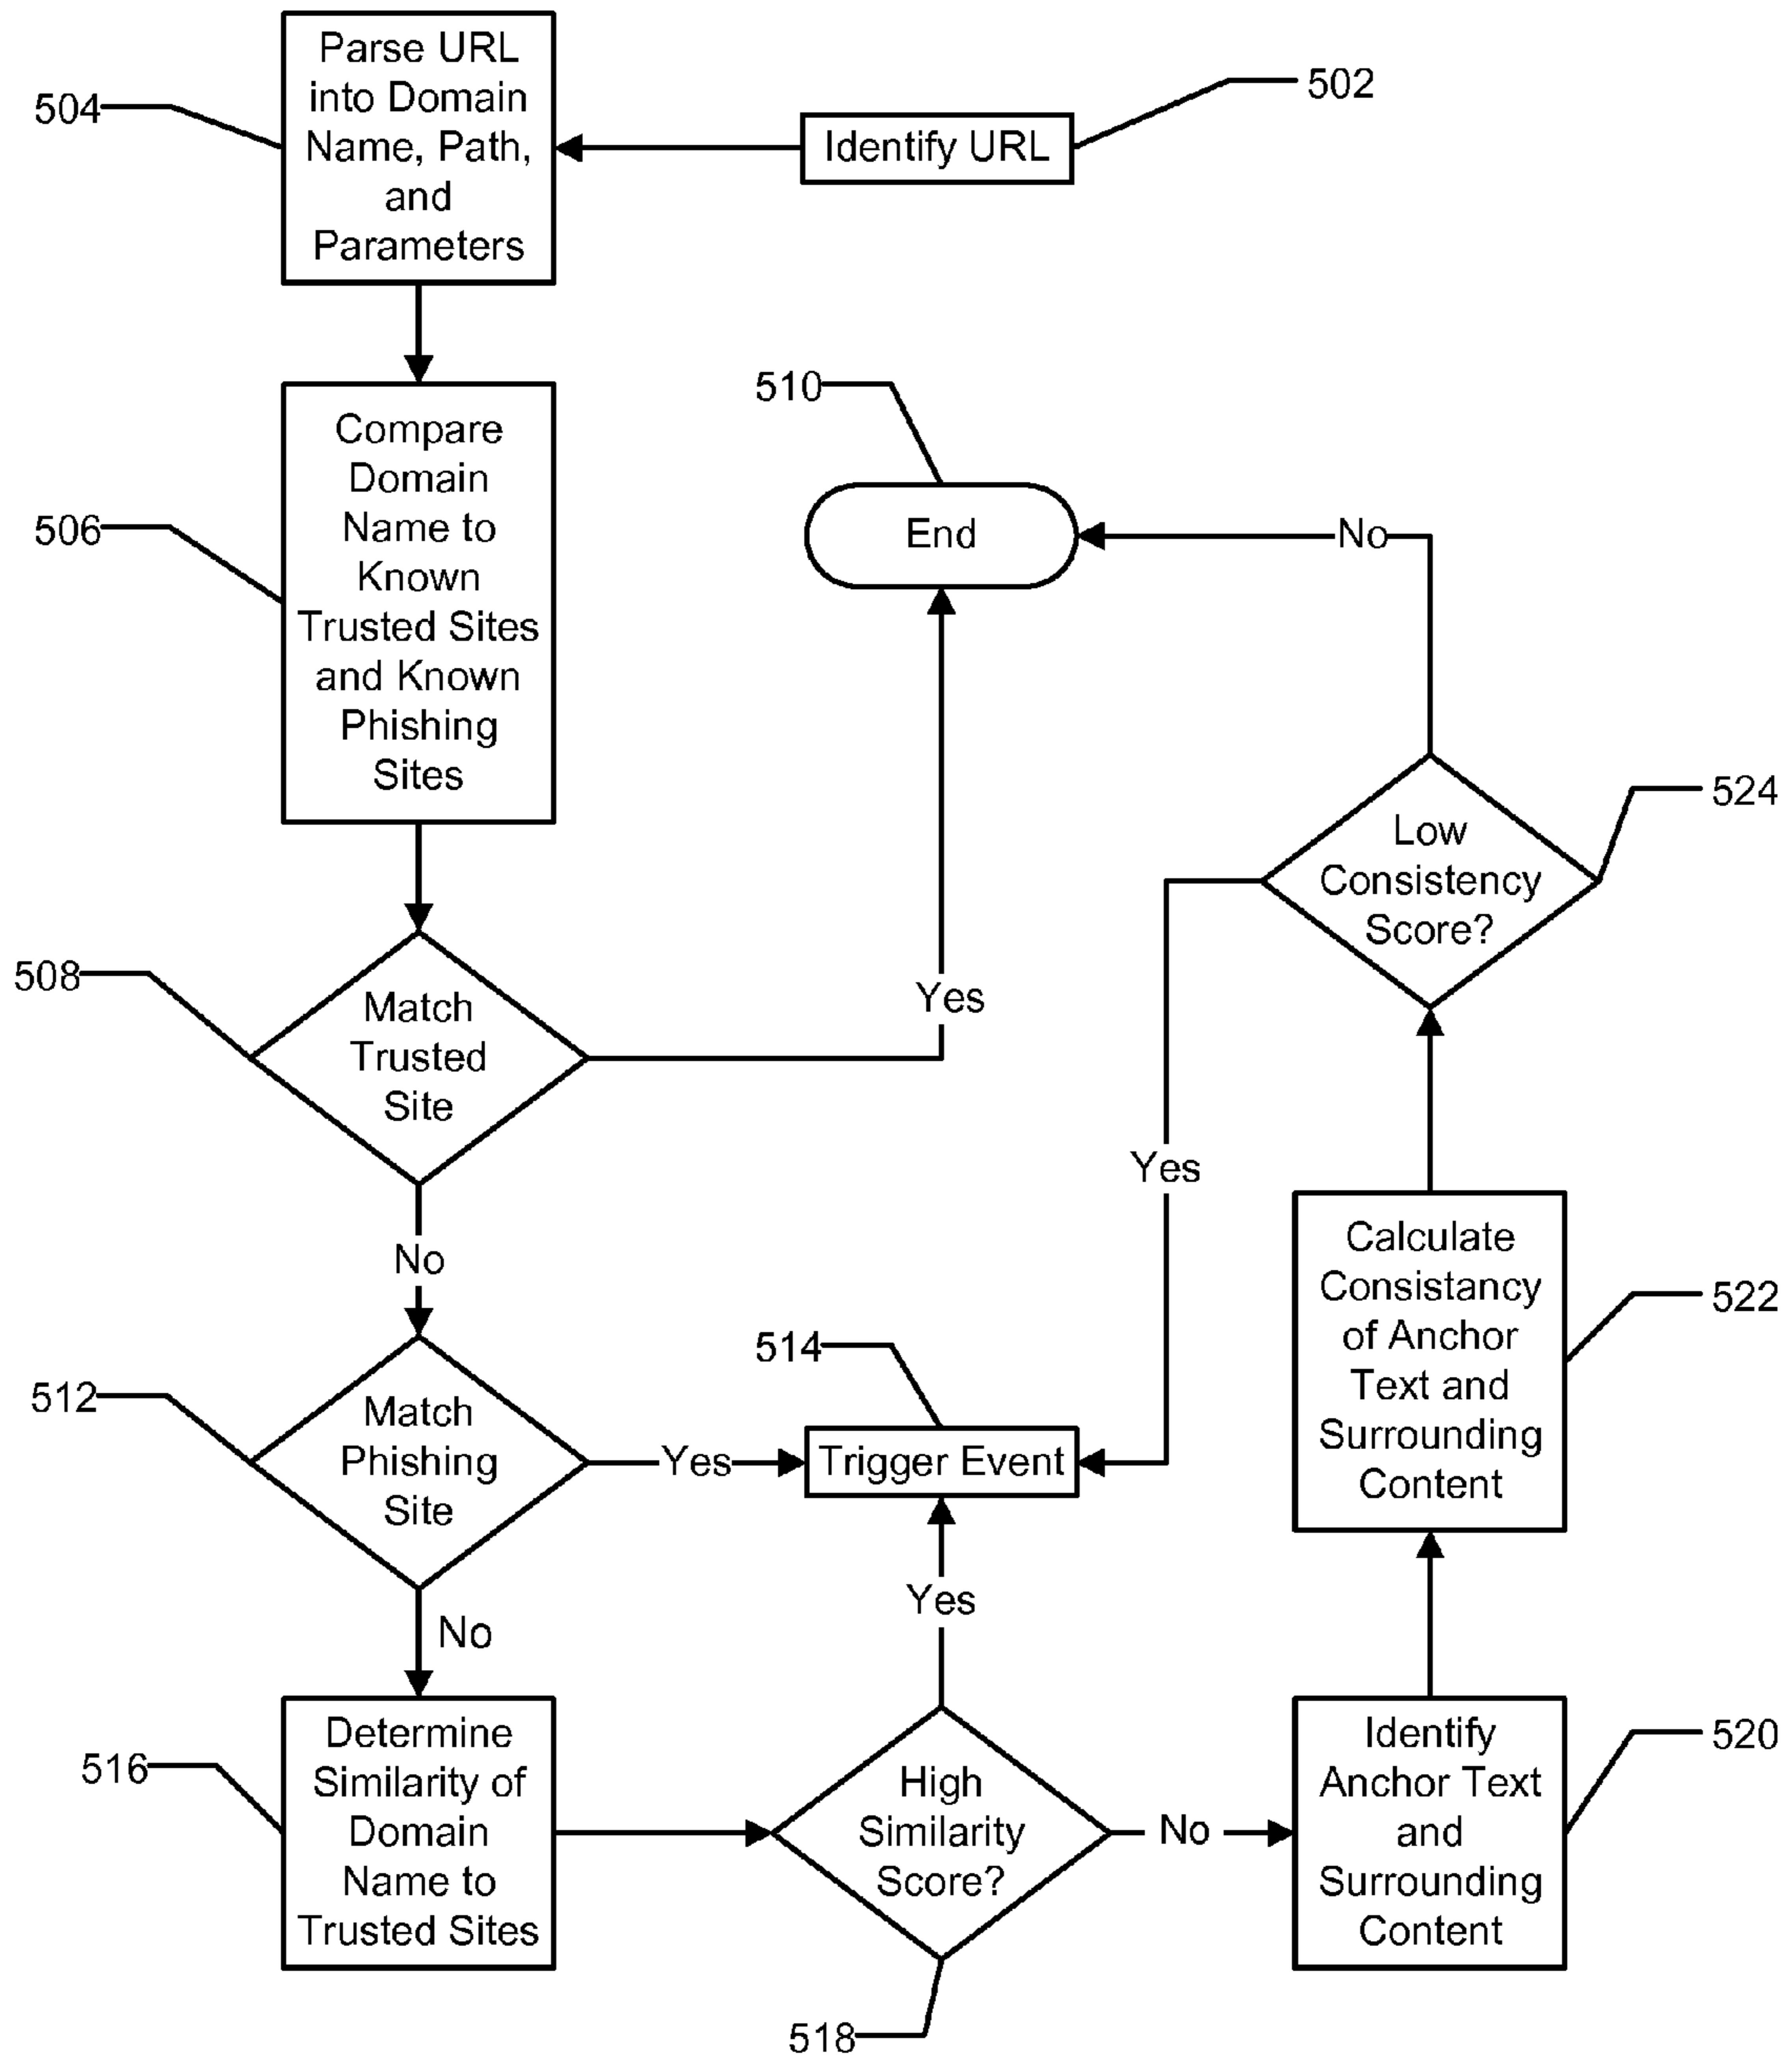 502
Identify URL
504
Parse URL
into Domain
Name, Path,
and
Parameters
506
Compare
Domain
Name to
Known
Trusted Sites
and Known
Phishing
Sites
508
Match
Trusted
Site
Yes
510
End
No
512
Match
Phishing
Site
Yes
514
Trigger Event
No
516
Determine
Similarity of
Domain
Name to
Trusted Sites
518
High
Similarity
Score?
Yes
No
520
Identify
Anchor Text
and
Surrounding
Content
522
Calculate
Consistancy
of Anchor
Text and
Surrounding
Content
524
Low
Consistency
Score?
Yes
No